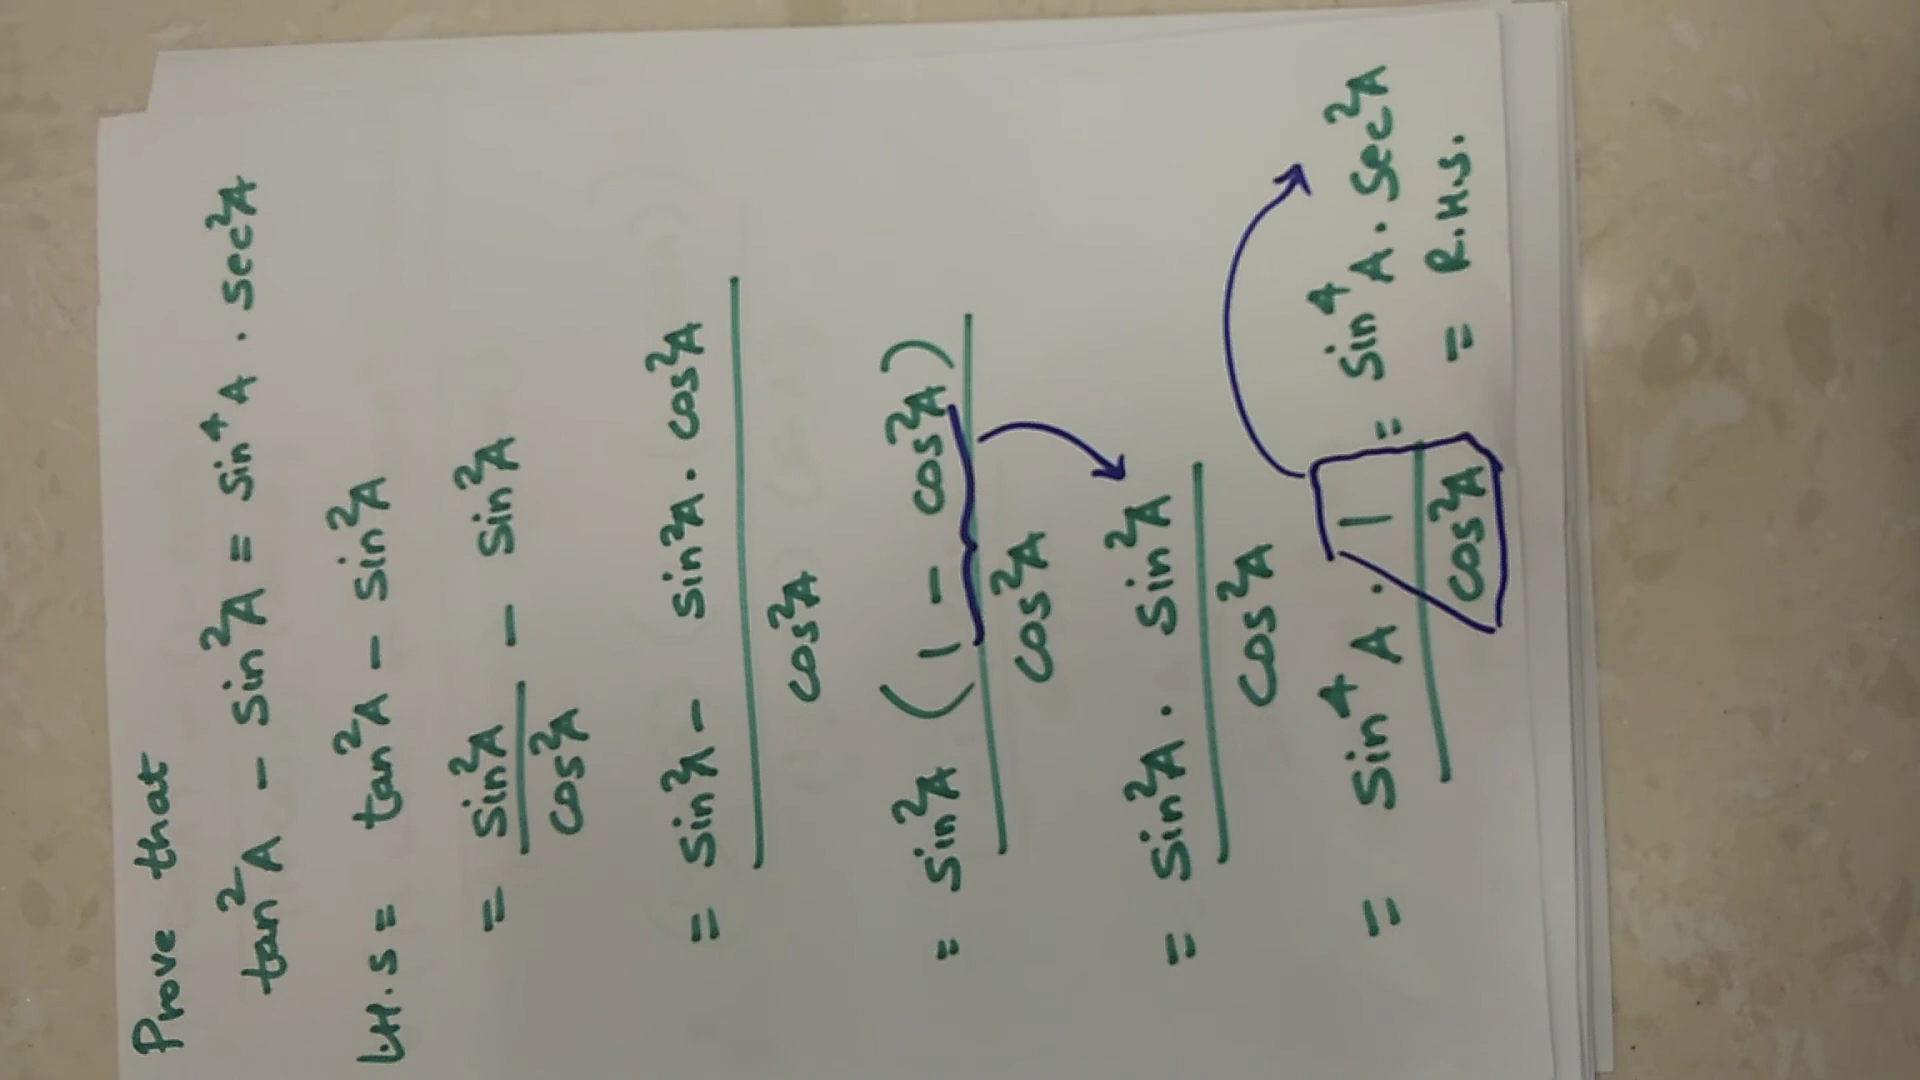 Prove that
tan²A - sin²A = sin⁴A . sec²A
L.H.S = tan²A - sin²A
= sin²A/cos²A - sin²A
= sin²A - sin²A . cos²A / cos²A
= sin²A (1 - cos²A) / cos²A
= sin²A . sin²A / cos²A
= sin⁴A . 1/cos²A = sin⁴A . sec²A
= R.H.S.